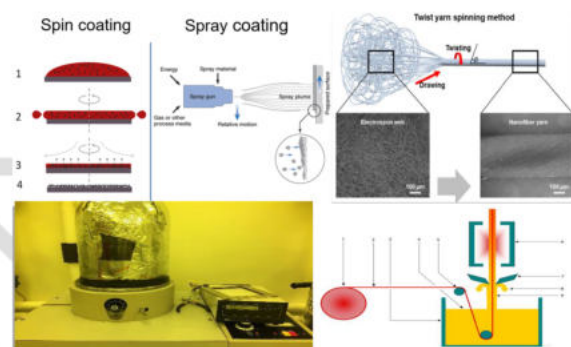 Spin coating
1
2
3
4
Spray coating
Energy
Spray material
Spray gun
Spray plume
Prepared surface
Gas or other
process media
Relative motion
Twist yarn spinning method
Twisting
Drawing
Electrospun web
100 μm
Nanofiber yarn
100 μm